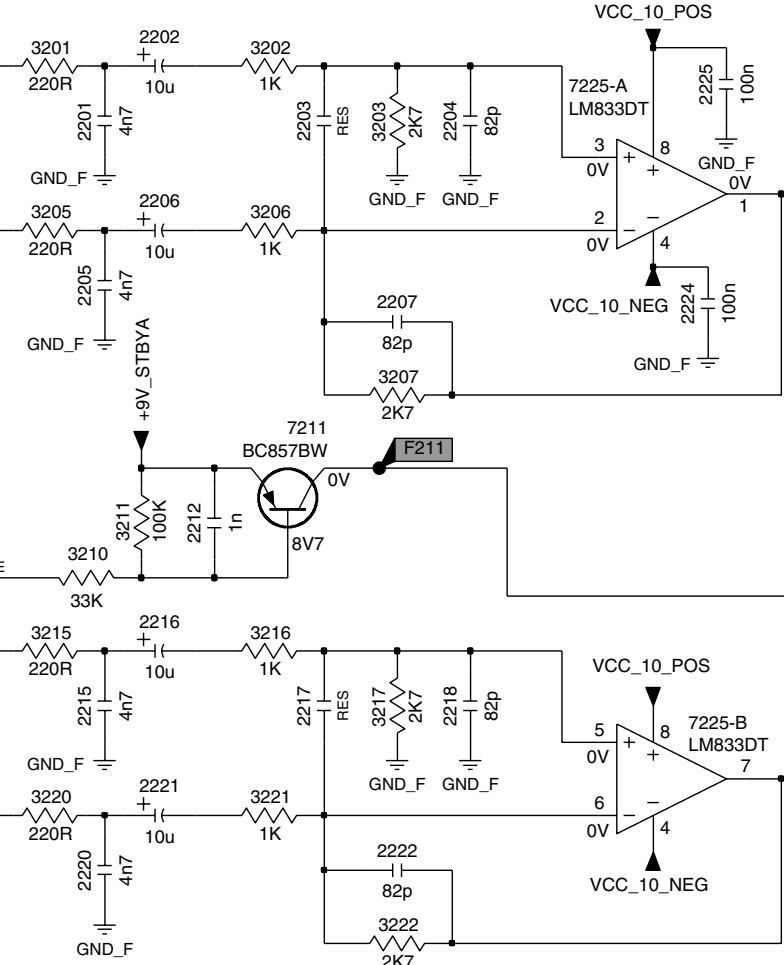 VCC_10_POS
3201
220R
2202
+
10u
3202
1K
2201
4n7
GND_F
2203
RES
3203
2K7
GND_F
2204
82p
GND_F
7225-A
LM833DT
2225
100n
GND_F
3
0V
+
8
+
0V
1
2
0V
−
−
4
VCC_10_NEG
2224
100n
GND_F
3205
220R
2206
+
10u
3206
1K
2205
4n7
GND_F
2207
82p
3207
2K7
+9V_STBYA
7211
BC857BW
F211
0V
3211
100K
2212
1n
8V7
E
3210
33K
3215
220R
2216
+
10u
3216
1K
2215
4n7
GND_F
2217
RES
3217
2K7
GND_F
2218
82p
GND_F
VCC_10_POS
7225-B
LM833DT
5
0V
+
8
+
7
6
0V
−
−
4
VCC_10_NEG
3220
220R
2221
+
10u
3221
1K
2220
4n7
GND_F
2222
82p
3222
2K7